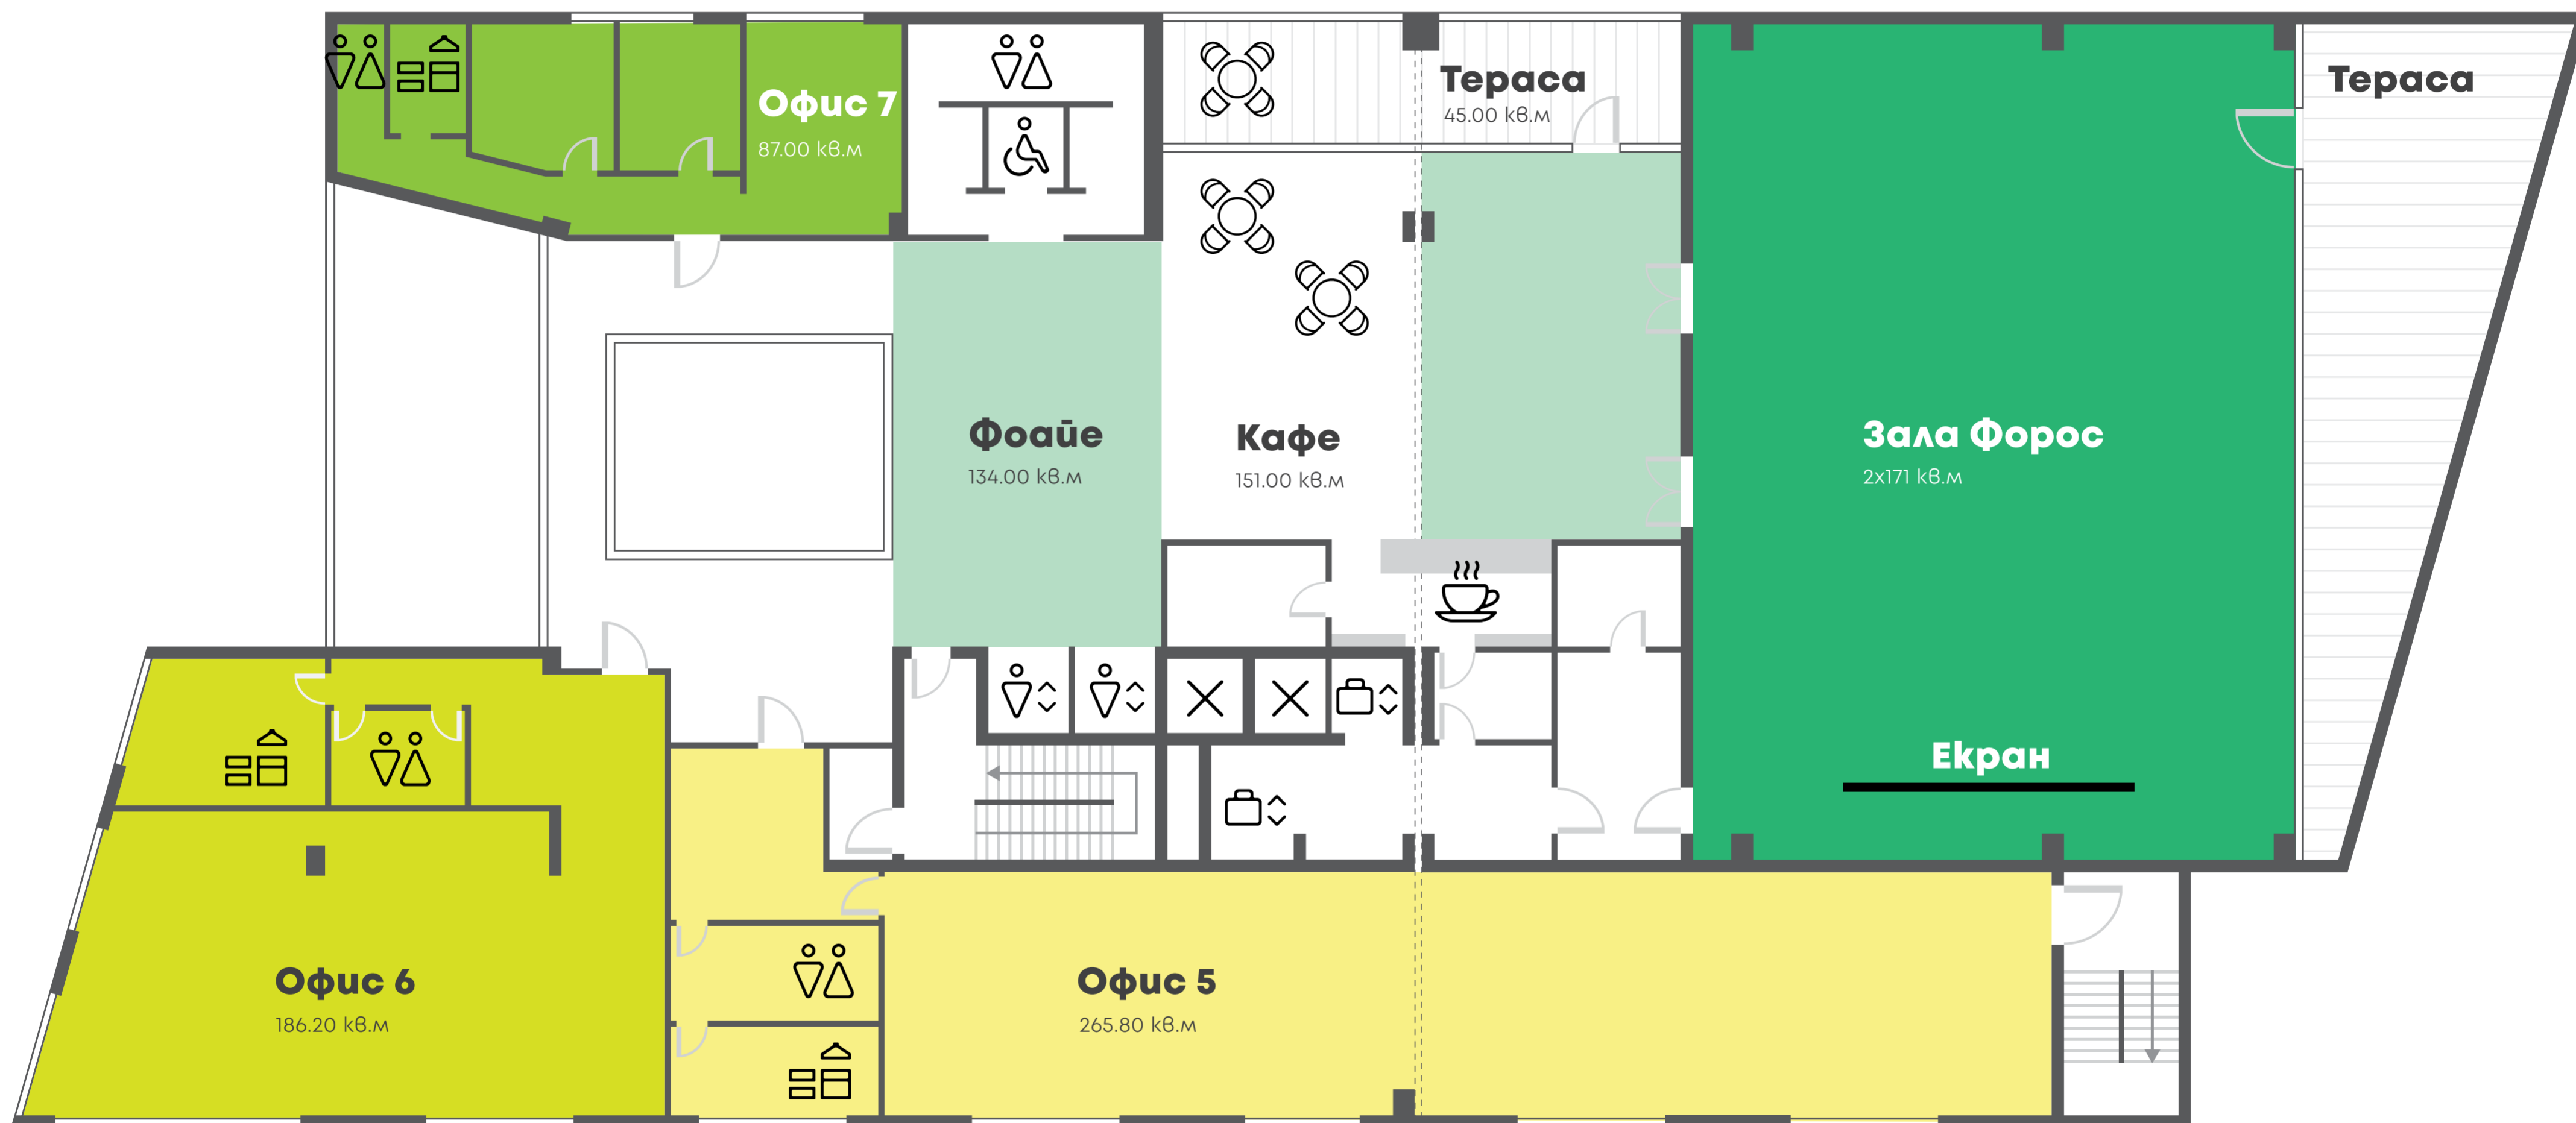 Офис 7
87.00 кв.м
Тераса
45.00 кв.м
Тераса
Фоайе
134.00 кв.м
Кафе
151.00 кв.м
Зала Форос
2x171 кв.м
Екран
Офис 6
186.20 кв.м
Офис 5
265.80 кв.м